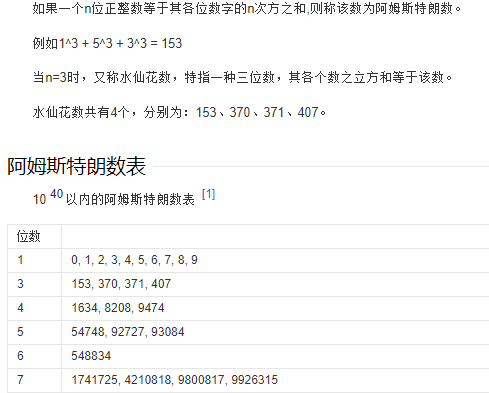 如果一个n位正整数等于其各位数字的n次方之和,则称该数为阿姆斯特朗数。
例如1^3 + 5^3 + 3^3 = 153
当n=3时，又称水仙花数，特指一种三位数，其各个数之立方和等于该数。
水仙花数共有4个，分别为：153、370、371、407。
阿姆斯特朗数表
10 40 以内的阿姆斯特朗数表 [1]
位数
1 0, 1, 2, 3, 4, 5, 6, 7, 8, 9
3 153, 370, 371, 407
4 1634, 8208, 9474
5 54748, 92727, 93084
6 548834
7 1741725, 4210818, 9800817, 9926315